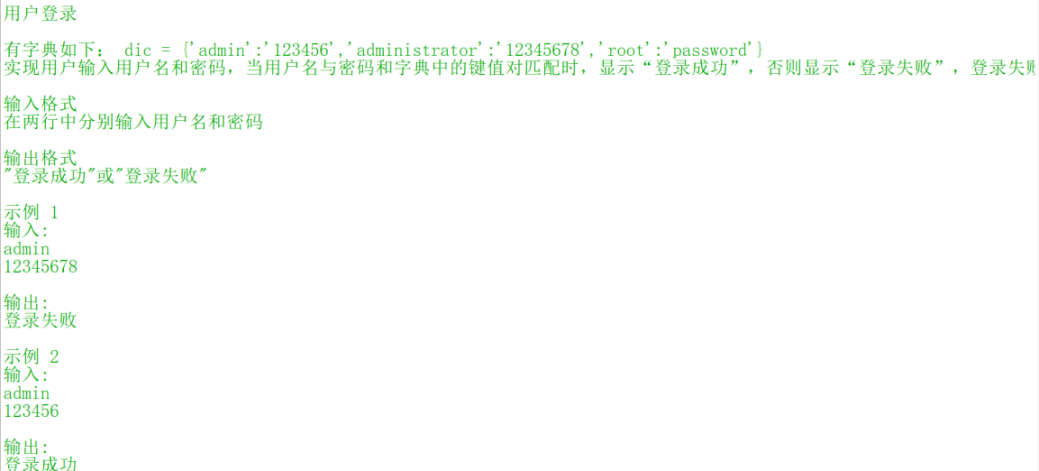 用户登录
有字典如下： dic = {'admin':'123456','administrator':'12345678','root':'password'}
实现用户输入用户名和密码，当用户名与密码和字典中的键值对匹配时，显示“登录成功”，否则显示“登录失败”，登录失
输入格式
在两行中分别输入用户名和密码
输出格式
"登录成功"或"登录失败"
示例 1
输入:
admin
12345678
输出:
登录失败
示例 2
输入:
admin
123456
输出:
登录成功